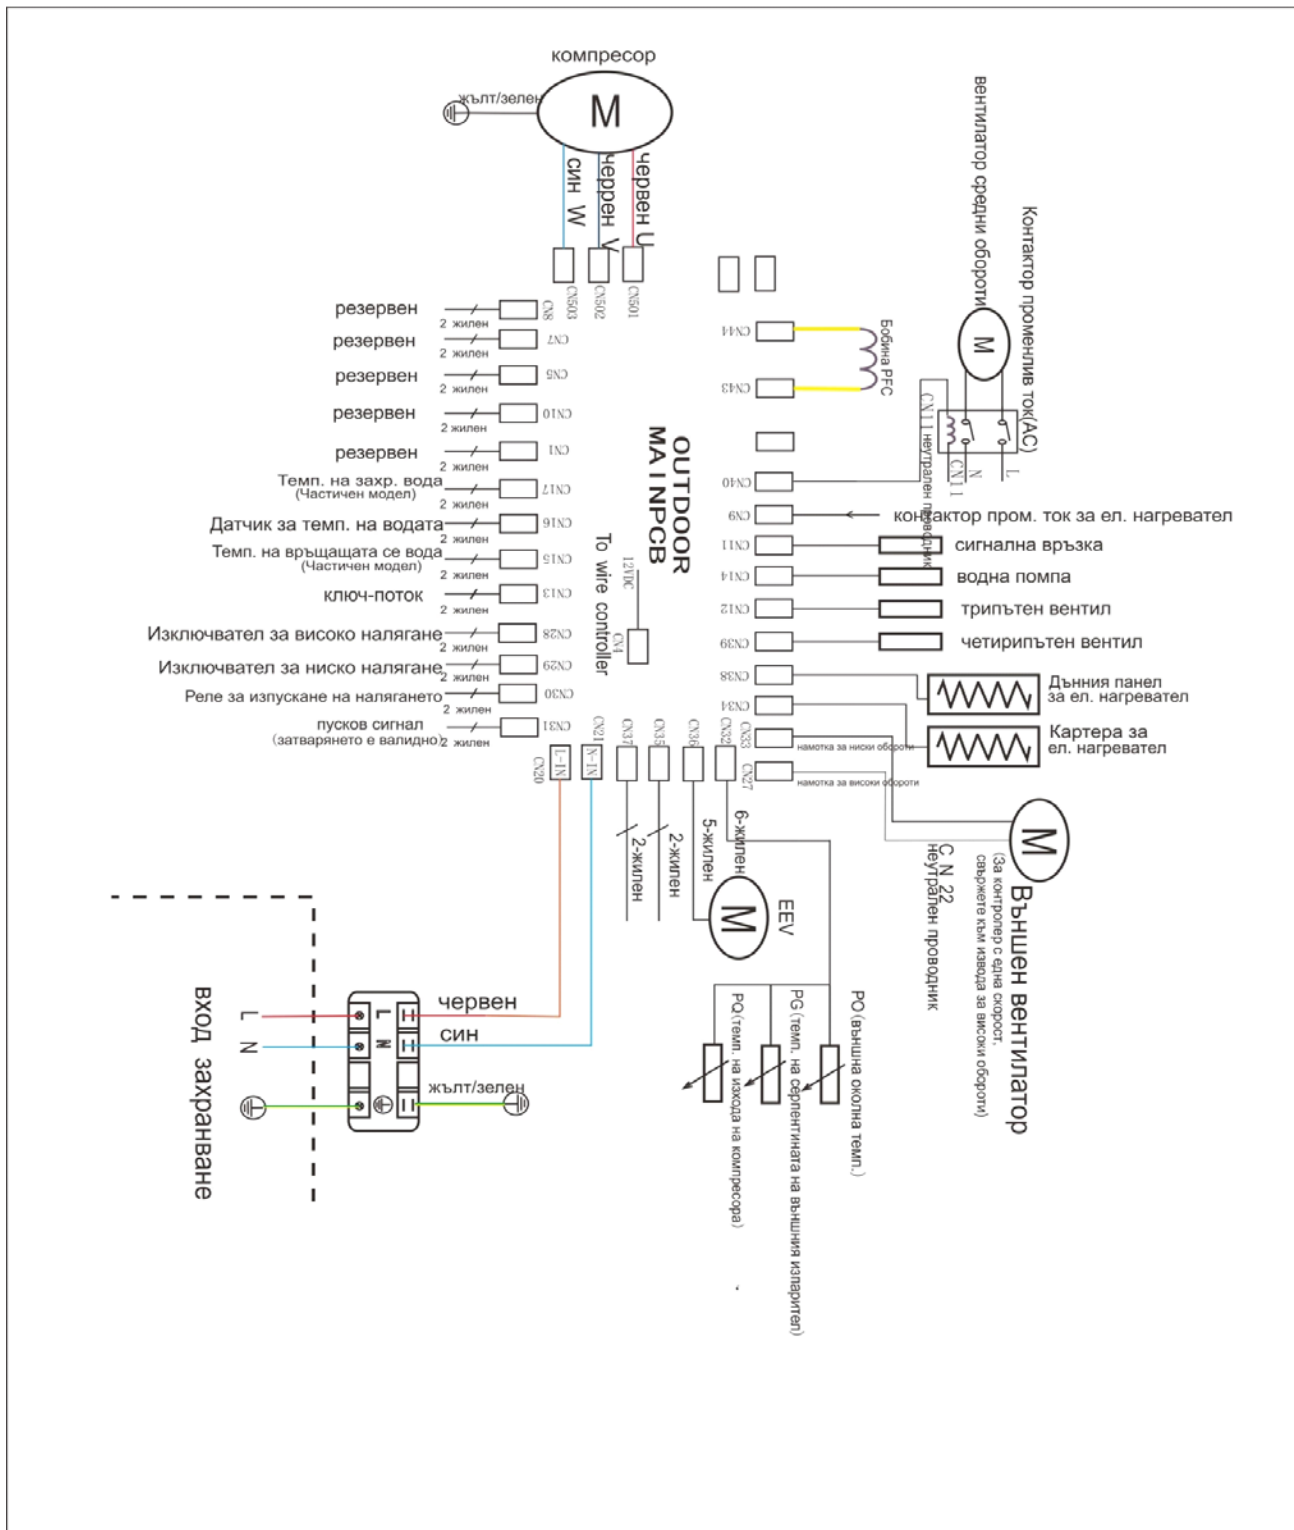 компресор
жълт/зелен
M
син W
черрен V
червен U
CN503
CN502
CN501
резервен
2 жилен
CN8
резервен
2 жилен
CN7
резервен
2 жилен
CN5
резервен
2 жилен
CN10
резервен
2 жилен
CN1
Темп. на захр. вода
(Частичен модел)
2 жилен
CN17
Датчик за темп. на водата
2 жилен
CN16
Темп. на връщащата се вода
(Частичен модел)
2 жилен
CN15
ключ-поток
2 жилен
CN13
Изключвател за високо налягане
2 жилен
CN28
Изключвател за ниско налягане
2 жилен
CN29
Реле за изпускане на налягането
2 жилен
CN30
пусков сигнал
(затварянето е валидно)
2 жилен
CN31
OUTDOOR
MAINPCB
To wire controller
12VDC
CN4
CN44
CN43
Бобина PFC
вентилатор средни обороти
M
Контактор променлив ток(AC)
CN11 неутрален проводник
CN11
N
L
CN40
CN9
контактор пром. ток за ел. нагревател
CN11
сигнална връзка
CN14
водна помпа
CN12
трипътен вентил
CN39
четирипътен вентил
CN38
Дънния панел
за ел. нагревател
CN34
Картера за
ел. нагревател
CN33
намотка за ниски обороти
CN27
намотка за високи обороти
M
Външен вентилатор
(За контролер с една скорост,
свържете към извода за високи обороти)
C N 22
неутрален проводник
CN20
L-IN
CN21
N-IN
CN37
2-жилен
CN35
2-жилен
CN36
5-жилен
CN32
6-жилен
M
EEV
PQ(темп. на изхода на компресора)
PG(темп. на серпентината на външния изпарител)
PO(външна околна темп.)
вход захранване
L
N
L
N
червен
син
жълт/зелен